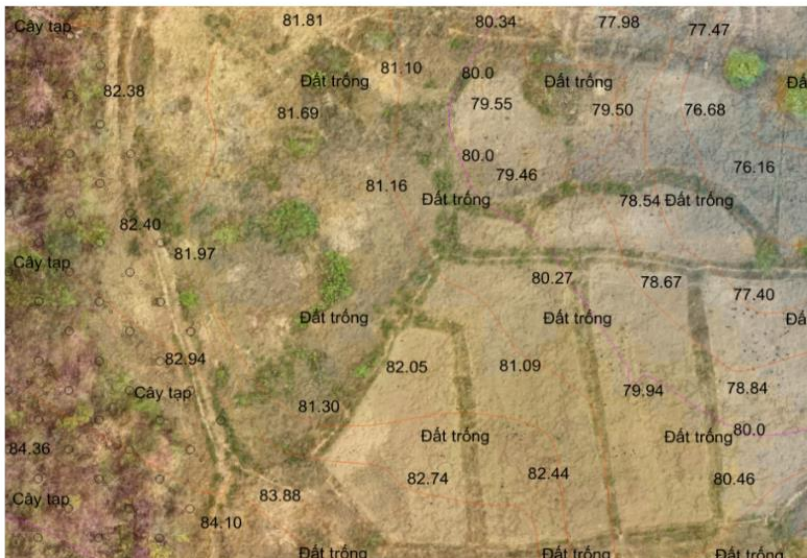 Cây tạp
81.81
80.34
77.98
77.47
82.38
Đất trống
81.10
80.0
Đất trống
Đấ
81.69
79.55
79.50
76.68
80.0
79.46
76.16
81.16
Đất trống
78.54
Đất trống
82.40
81.97
Cây tạp
80.27
78.67
77.40
Đất trống
Đất trống
Đấ
82.94
82.05
81.09
79.94
78.84
Cây tạp
81.30
Đất trống
Đất trống
80.0
84.36
82.74
82.44
80.46
Cây tạp
83.88
84.10
Đất trống
Đất trống
Đất trống